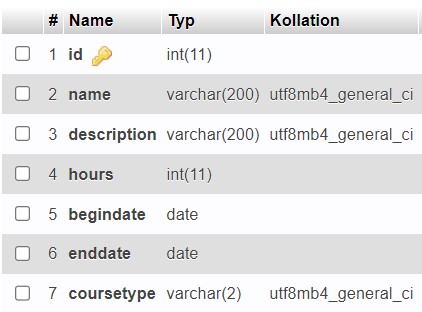 # Name Typ Kollation
1 id int(11)
2 name varchar(200) utf8mb4_general_ci
3 description varchar(200) utf8mb4_general_ci
4 hours int(11)
5 begindate date
6 enddate date
7 coursetype varchar(2) utf8mb4_general_ci